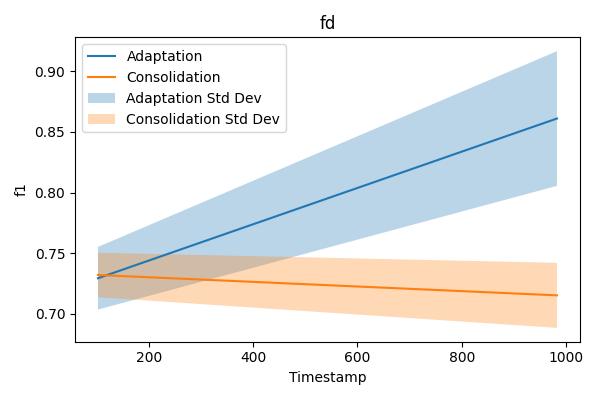 fd
Adaptation
Consolidation
Adaptation Std Dev
Consolidation Std Dev
f1
0.90
0.85
0.80
0.75
0.70
200
400
600
800
1000
Timestamp